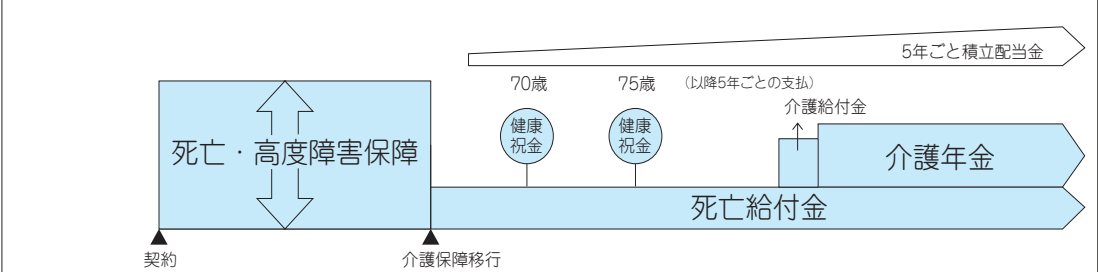 5年ごと積立配当金
70歳
75歳
（以降5年ごとの支払）
介護給付金
健康
祝金
健康
祝金
死亡・高度障害保障
介護年金
死亡給付金
契約
介護保障移行